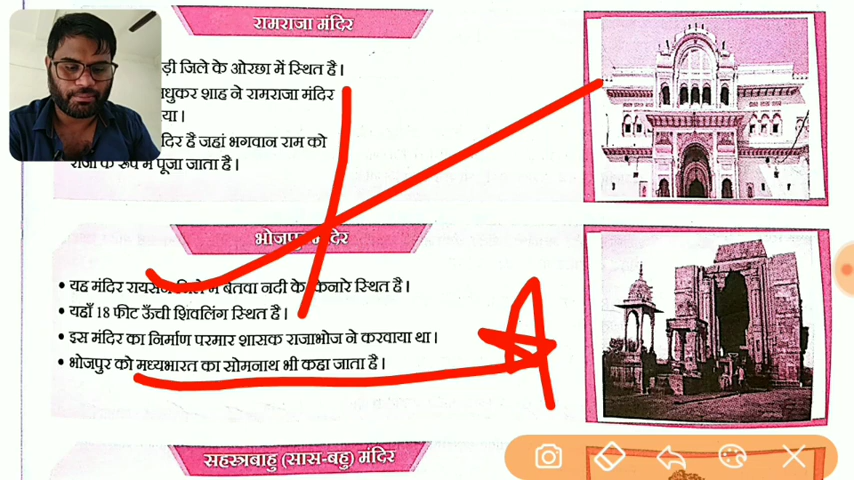 रामराजा मंदिर
ड़ी जिले के ओरछा में स्थित है।
धुकर शाह ने रामराजा मंदिर
या।
दिर है जहां भगवान राम को
राजा के रूप में पूजा जाता है।
भोजपुर मंदिर
• यह मंदिर रायसेन जिले में बेतवा नदी के किनारे स्थित है।
• यहाँ 18 फीट ऊँची शिवलिंग स्थित है।
• इस मंदिर का निर्माण परमार शासक राजाभोज ने करवाया था।
• भोजपुर को मध्यभारत का सोमनाथ भी कहा जाता है।
सहस्त्रबाहु (सास-बहु) मंदिर